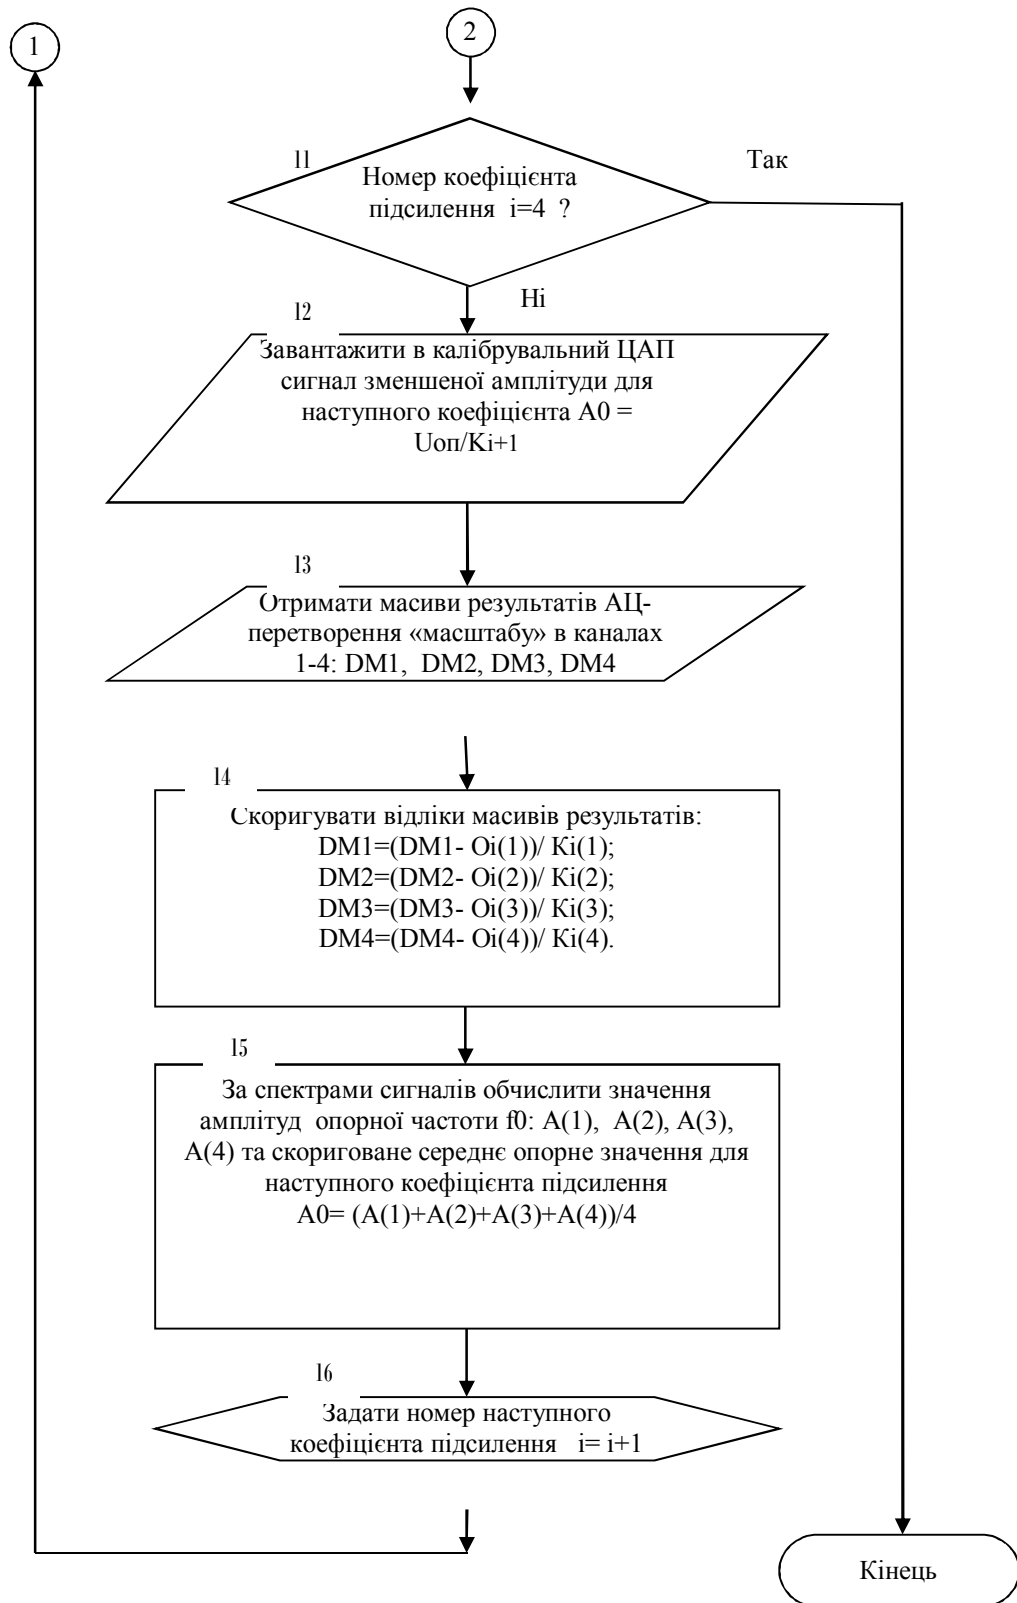 1
2
11
Так
Номер коефіцієнта
підсилення i=4 ?
Ні
12
Завантажити в калібрувальний ЦАП
сигнал зменшеної амплітуди для
наступного коефіцієнта A0 =
Uоп/Ki+1
13
Отримати масиви результатів АЦ-
перетворення «масштабу» в каналах
1-4: DM1, DM2, DM3, DM4
14
Скоригувати відліки масивів результатів:
DM1=(DM1- Oi(1))/ Ki(1);
DM2=(DM2- Oi(2))/ Ki(2);
DM3=(DM3- Oi(3))/ Ki(3);
DM4=(DM4- Oi(4))/ Ki(4).
15
За спектрами сигналів обчислити значення
амплітуд опорної частоти f0: A(1), A(2), A(3),
A(4) та скориговане середнє опорне значення для
наступного коефіцієнта підсилення
A0= (A(1)+A(2)+A(3)+A(4))/4
16
Задати номер наступного
коефіцієнта підсилення i= i+1
Кінець